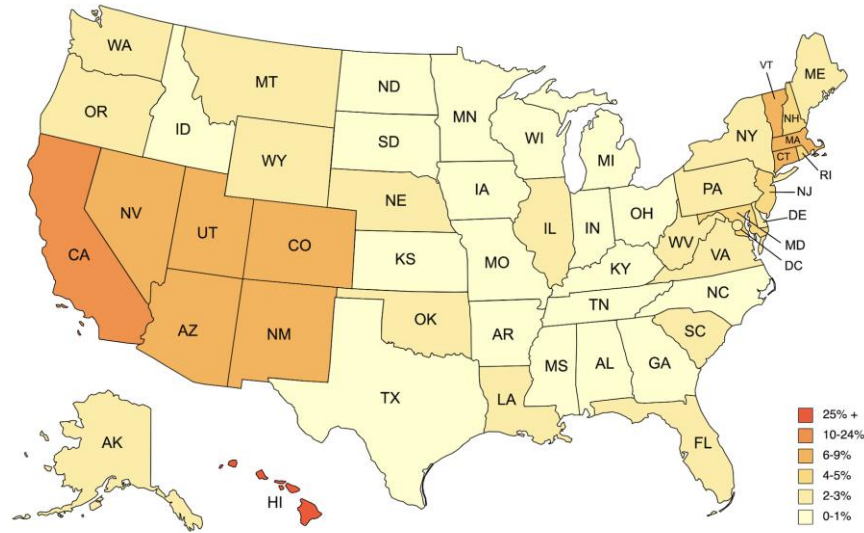 WA
OR
CA
NV
ID
MT
WY
UT
CO
AZ
NM
ND
SD
NE
KS
OK
TX
MN
IA
MO
AR
LA
WI
IL
MI
IN
OH
KY
TN
MS
AL
GA
FL
SC
NC
VA
WV
PA
NY
VT
NH
ME
MA
CT
RI
NJ
DE
MD
DC
AK
HI
25% +
10-24%
6-9%
4-5%
2-3%
0-1%